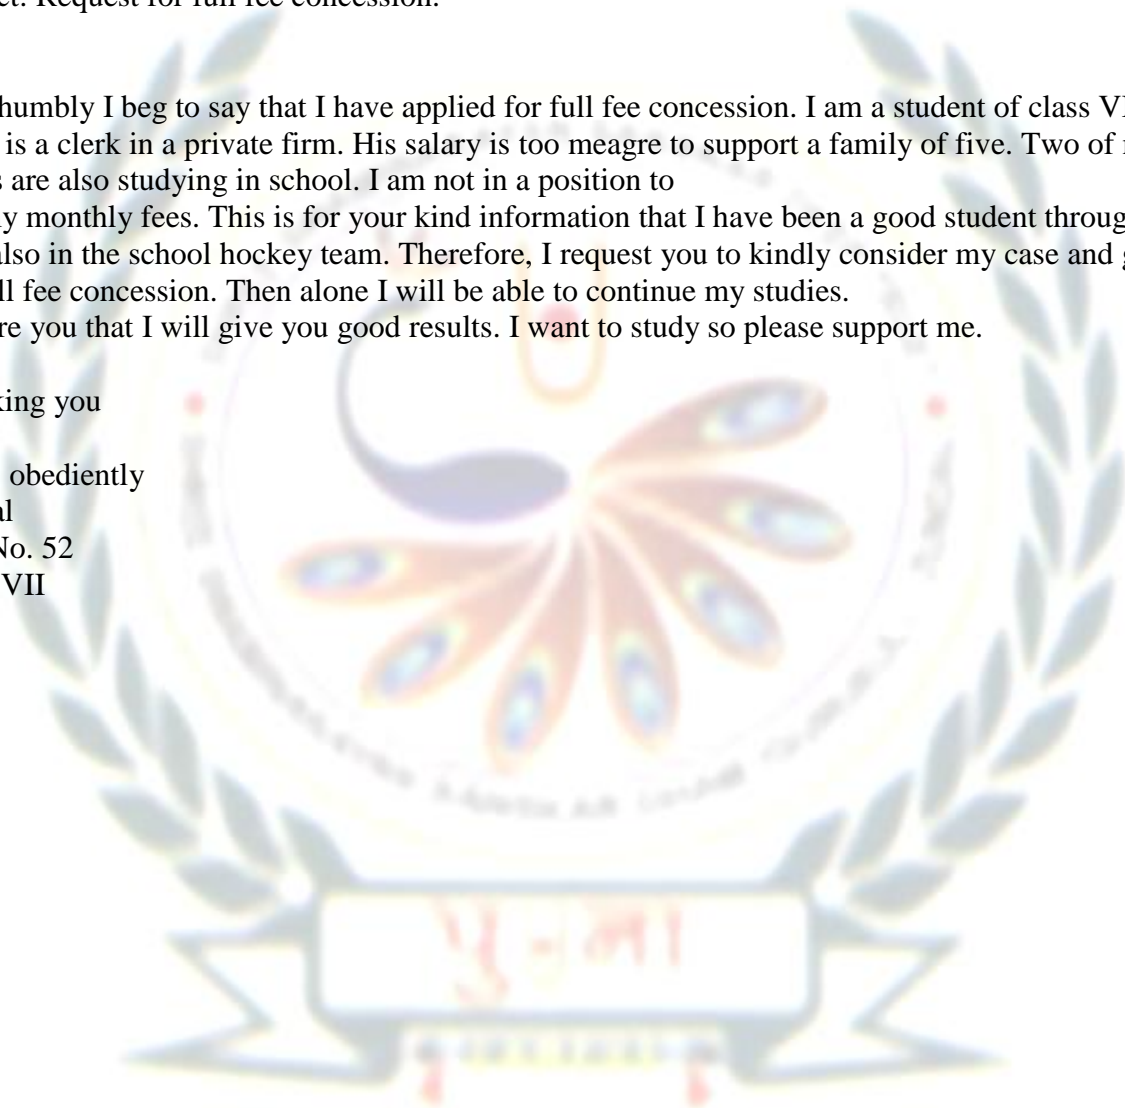 ct: Request for full fee concession.
humbly I beg to say that I have applied for full fee concession. I am a student of class VI
is a clerk in a private firm. His salary is too meagre to support a family of five. Two of
s are also studying in school. I am not in a position to
y monthly fees. This is for your kind information that I have been a good student throug
also in the school hockey team. Therefore, I request you to kindly consider my case and g
ll fee concession. Then alone I will be able to continue my studies.
re you that I will give you good results. I want to study so please support me.
king you
obediently
al
No. 52
VII